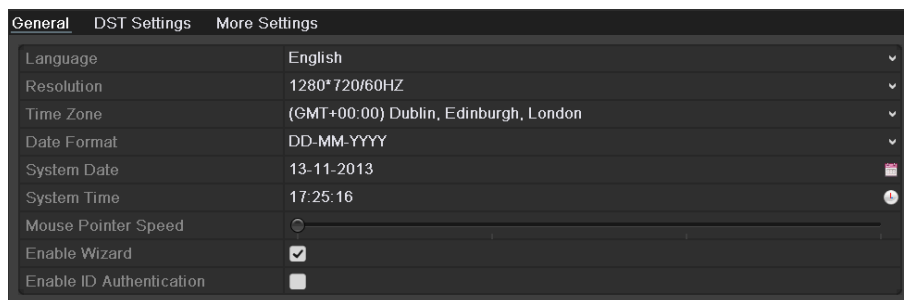 General DST Settings More Settings
Language English
Resolution 1280*720/60HZ
Time Zone (GMT+00:00) Dublin, Edinburgh, London
Date Format DD-MM-YYYY
System Date 13-11-2013
System Time 17:25:16
Mouse Pointer Speed
Enable Wizard
Enable ID Authentication